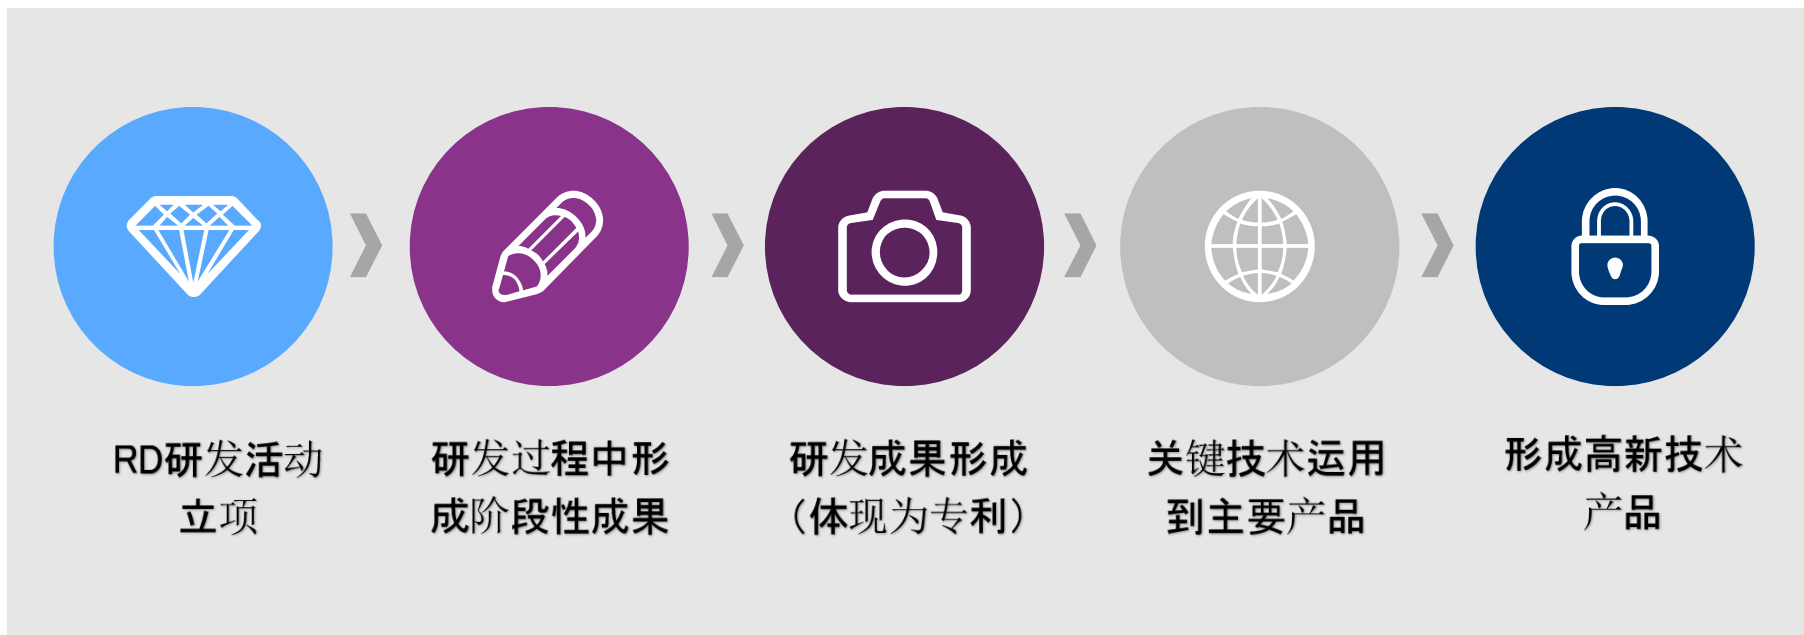 RD研发活动
立项
研发过程中形
成阶段性成果
研发成果形成
（体现为专利）
关键技术运用
到主要产品
形成高新技术
产品